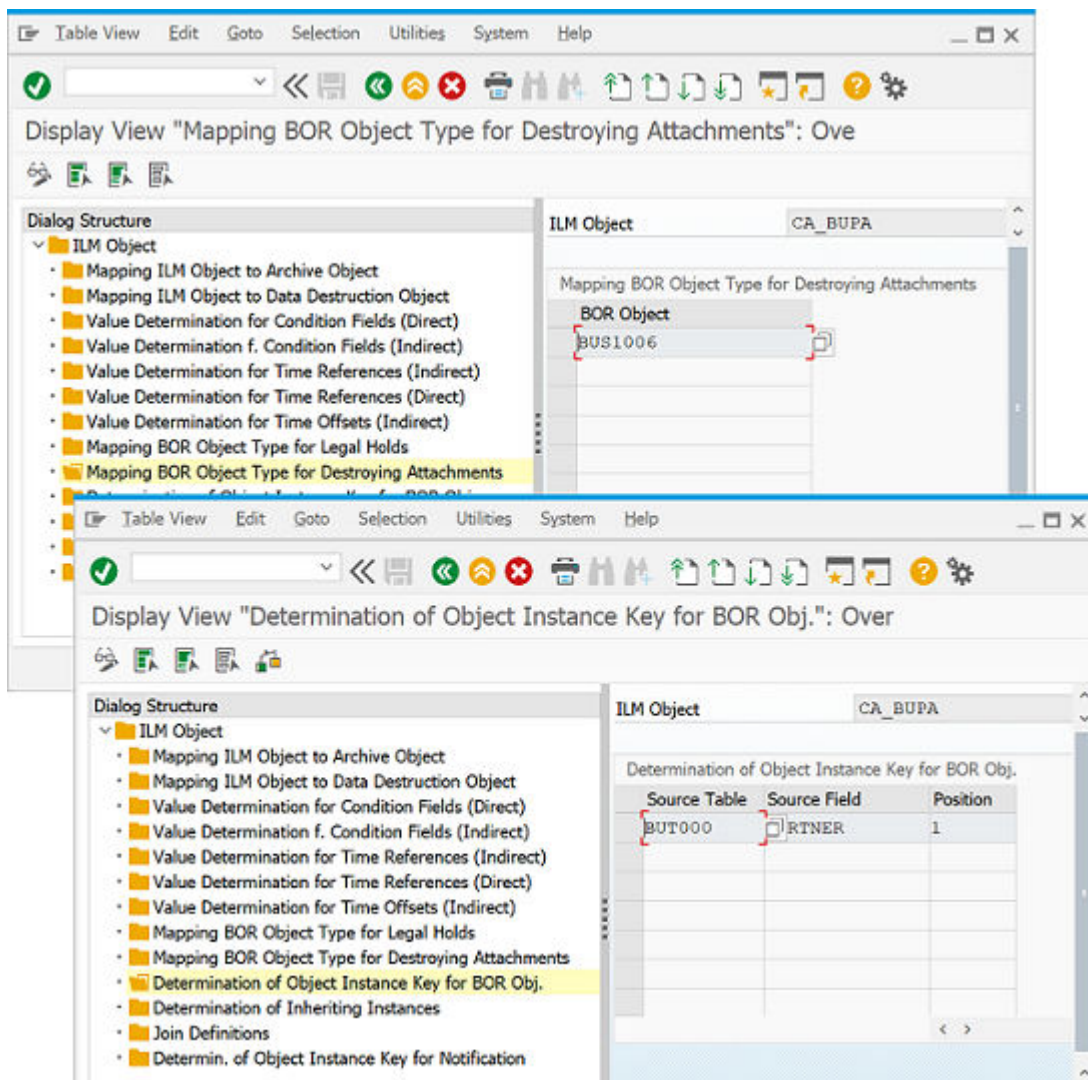 Table View Edit Goto Selection Utilities System Help
Display View "Mapping BOR Object Type for Destroying Attachments": Ove
Dialog Structure
ILM Object
Mapping ILM Object to Archive Object
Mapping ILM Object to Data Destruction Object
Value Determination for Condition Fields (Direct)
Value Determination f. Condition Fields (Indirect)
Value Determination for Time References (Indirect)
Value Determination for Time References (Direct)
Value Determination for Time Offsets (Indirect)
Mapping BOR Object Type for Legal Holds
Mapping BOR Object Type for Destroying Attachments
ILM Object CA_BUPA
Mapping BOR Object Type for Destroying Attachments
BOR Object
BUS1006
Table View Edit Goto Selection Utilities System Help
Display View "Determination of Object Instance Key for BOR Obj.": Over
Dialog Structure
ILM Object
Mapping ILM Object to Archive Object
Mapping ILM Object to Data Destruction Object
Value Determination for Condition Fields (Direct)
Value Determination f. Condition Fields (Indirect)
Value Determination for Time References (Indirect)
Value Determination for Time References (Direct)
Value Determination for Time Offsets (Indirect)
Mapping BOR Object Type for Legal Holds
Mapping BOR Object Type for Destroying Attachments
Determination of Object Instance Key for BOR Obj.
Determination of Inheriting Instances
Join Definitions
Determin. of Object Instance Key for Notification
ILM Object CA_BUPA
Determination of Object Instance Key for BOR Obj.
Source Table Source Field Position
BUT000 RTNER 1